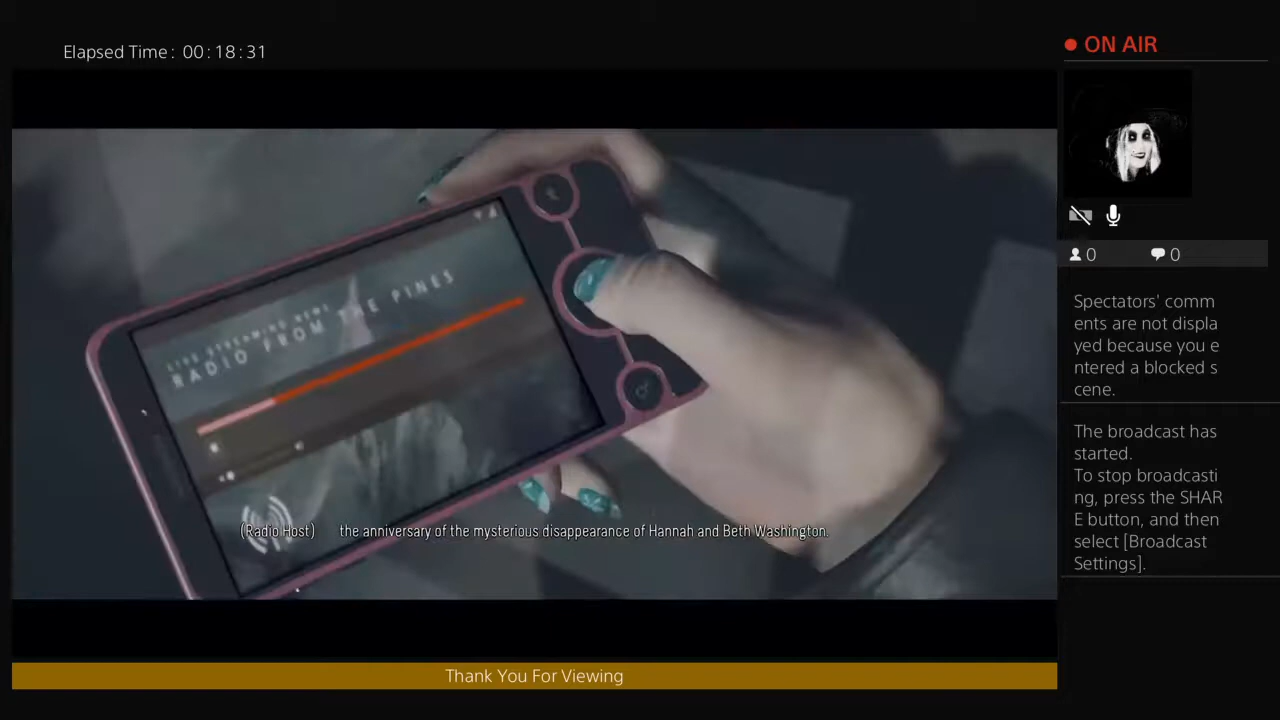 Elapsed Time: 00:18:31
ON AIR
0 0
LIVE STREAMING NEWS
RADIO FROM THE PINES
(Radio Host) the anniversary of the mysterious disappearance of Hannah and Beth Washington.
Spectators' comm
ents are not displa
yed because you e
ntered a blocked s
cene.
The broadcast has
started.
To stop broadcasti
ng, press the SHAR
E button, and then
select [Broadcast
Settings].
Thank You For Viewing